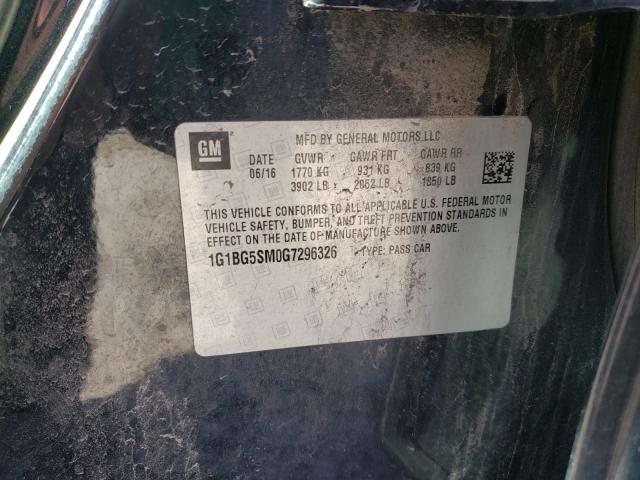 GM MFD BY GENERAL MOTORS LLC
DATE GVWR GAWR FRT GAWR RR
06/16 1770 KG 931 KG 839 KG
3902 LB 2052 LB 1850 LB
THIS VEHICLE CONFORMS TO ALL APPLICABLE U.S. FEDERAL MOTOR
VEHICLE SAFETY, BUMPER, AND THEFT PREVENTION STANDARDS IN
EFFECT ON THE DATE OF MANUFACTURE SHOWN ABOVE.
1G1BG5SM0G7296326 TYPE: PASS CAR